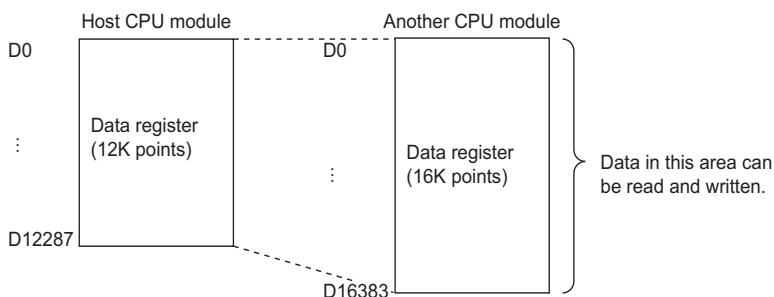 Host CPU module
Another CPU module
D0
D0
Data register
(12K points)
Data register
(16K points)
⋮
⋮
Data in this area can
be read and written.
D12287
D16383